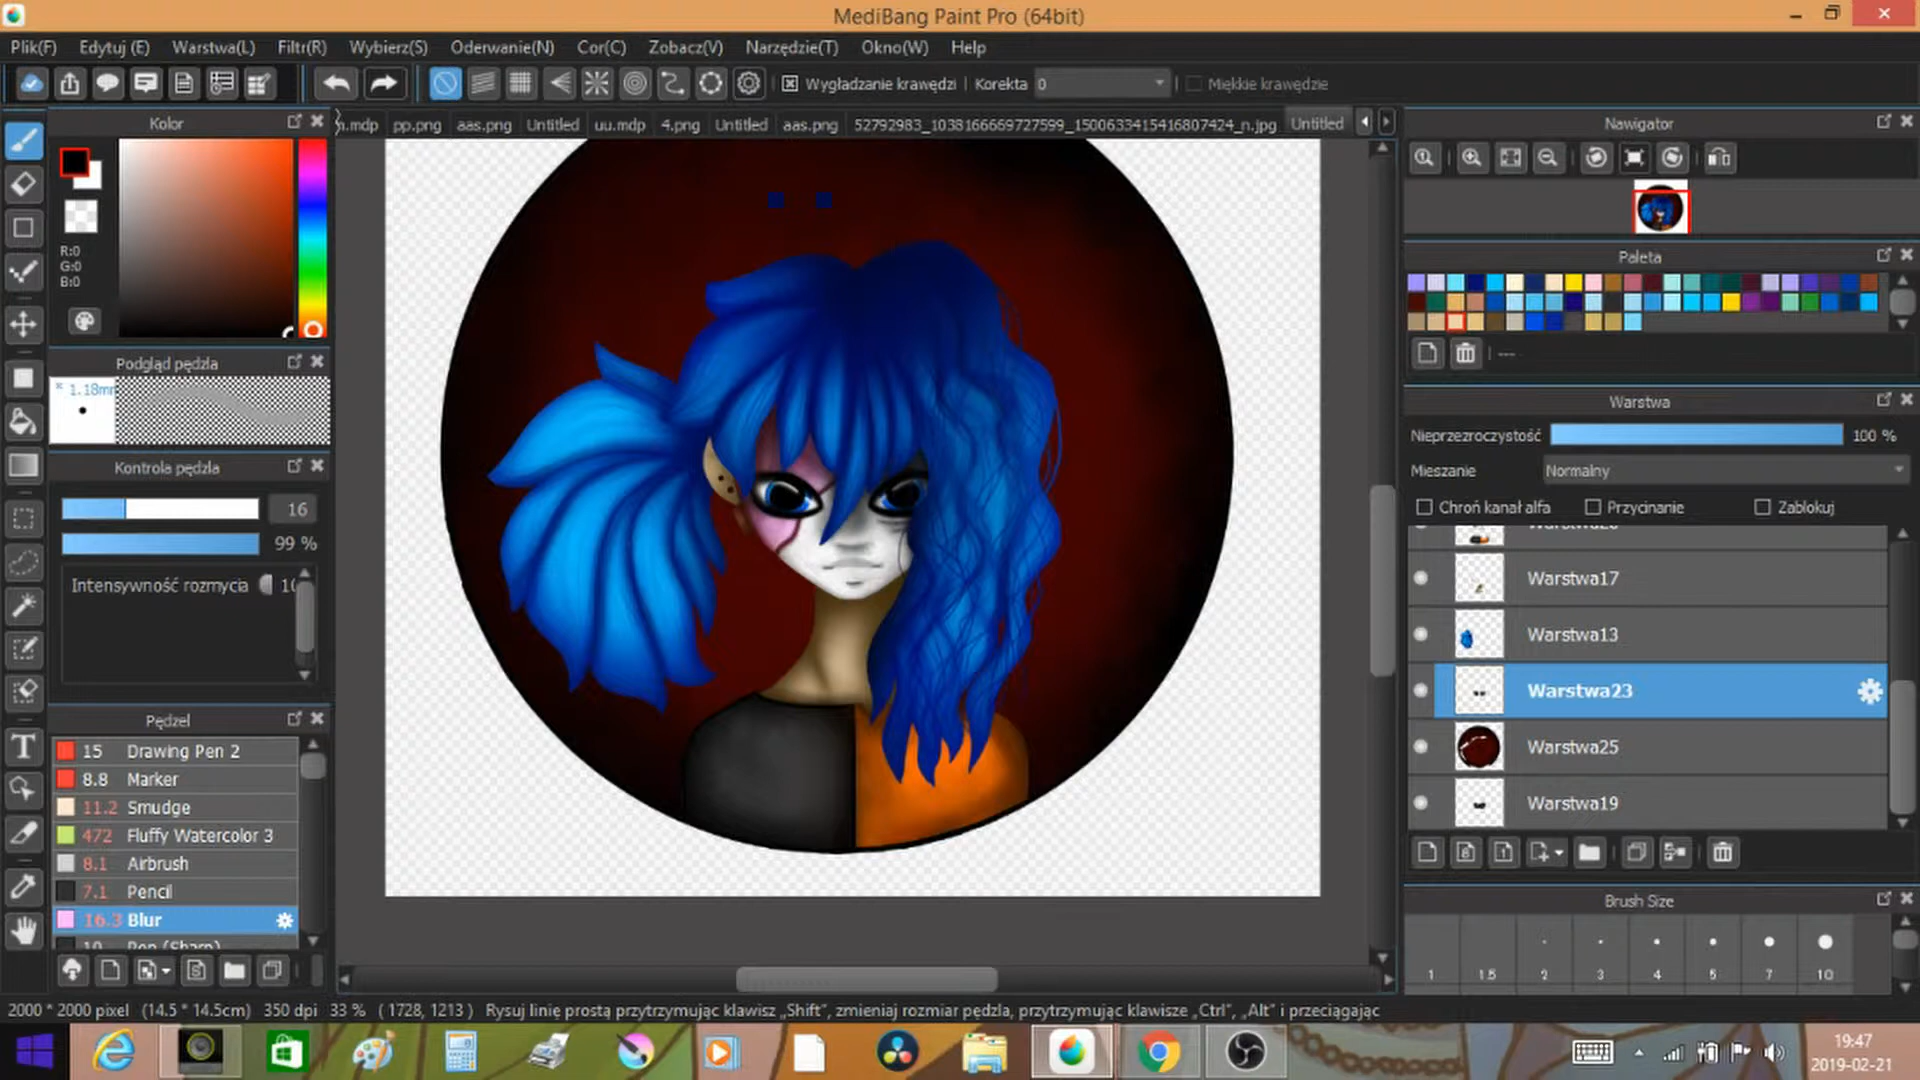 MediBang Paint Pro (64bit)
Plik(F) Edytuj (E) Warstwa(L) Filtr(R) Wybierz(S) Oderwanie(N) Cor(C) Zobacz(V) Narzędzie(T) Okno(W) Help
Wygładzanie krawędzi Korekta 0 Miękkie krawędzie
n.mdp pp.png aas.png Untitled uu.mdp 4.png Untitled aas.png 52792983_1038166669727599_1500633415416807424_n.jpg Untitled
Kolor
R:0
G:0
B:0
Podgląd pędzla
1.18mm
Kontrola pędzla
16
99 %
Intensywność rozmycia 10
Pędzel
15 Drawing Pen 2
8.8 Marker
11.2 Smudge
472 Fluffy Watercolor 3
8.1 Airbrush
7.1 Pencil
16.3 Blur
10 Pen (Sharp)
Nawigator
Paleta
---
Warstwa
Nieprzezroczystość 100 %
Mieszanie Normalny
Chroń kanał alfa Przycinanie Zablokuj
Warstwa17
Warstwa13
Warstwa23
Warstwa25
Warstwa19
Brush Size
1 1.5 2 3 4 5 7 10
2000 * 2000 pixel (14.5 * 14.5cm) 350 dpi 33 % ( 1728, 1213 ) Rysuj linię prostą przytrzymując klawisz „Shift”, zmieniaj rozmiar pędzla, przytrzymując klawisze „Ctrl”, „Alt” i przeciągając
19:47
2019-02-21